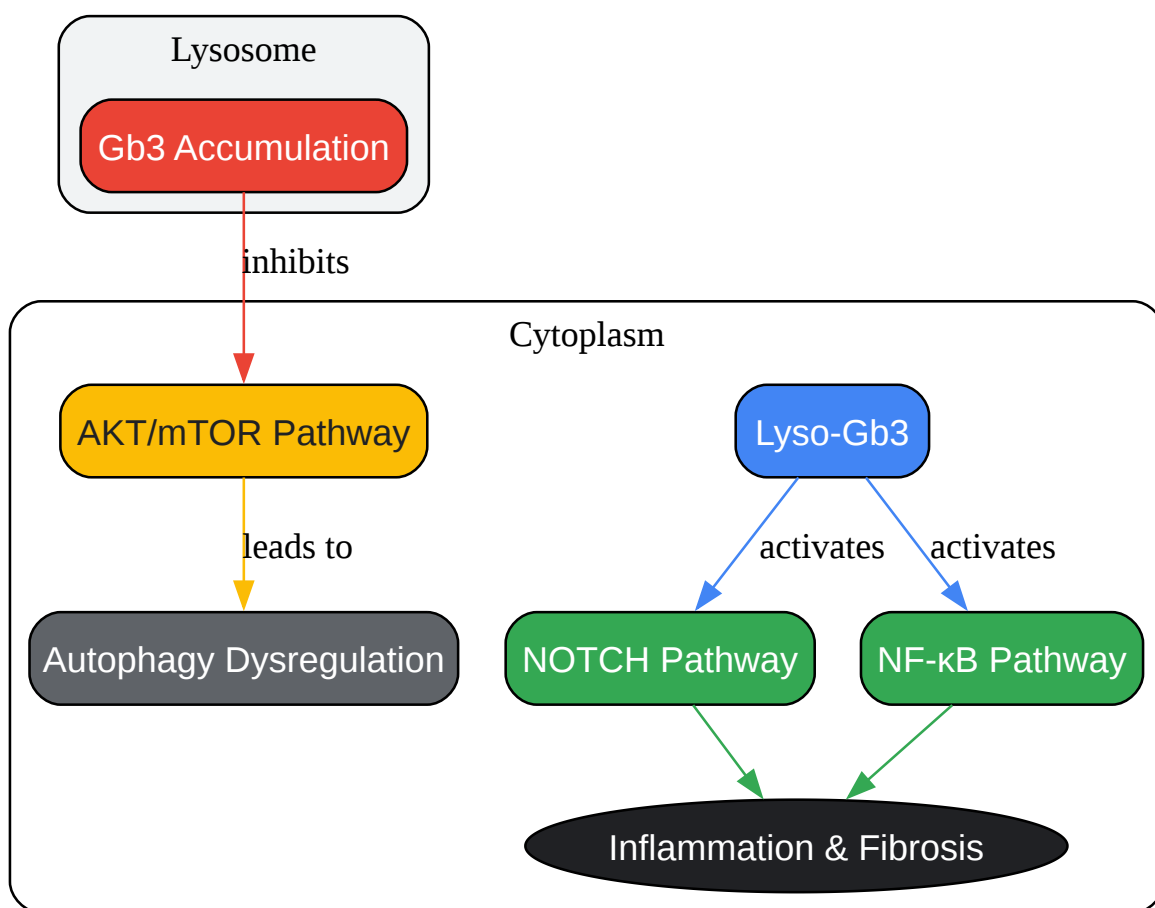 Lysosome
Gb3 Accumulation
inhibits
Cytoplasm
AKT/mTOR Pathway
Lyso-Gb3
leads to
activates
activates
Autophagy Dysregulation
NOTCH Pathway
NF-κB Pathway
Inflammation & Fibrosis